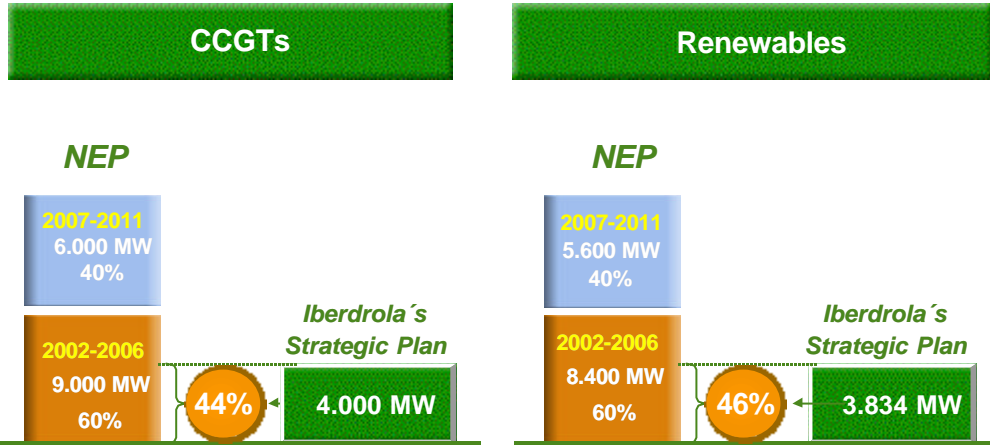 CCGTs
NEP
2007-2011
6.000 MW
40%
2002-2006
9.000 MW
60%
44%
Iberdrola´s
Strategic Plan
4.000 MW
Renewables
NEP
2007-2011
5.600 MW
40%
2002-2006
8.400 MW
60%
46%
Iberdrola´s
Strategic Plan
3.834 MW